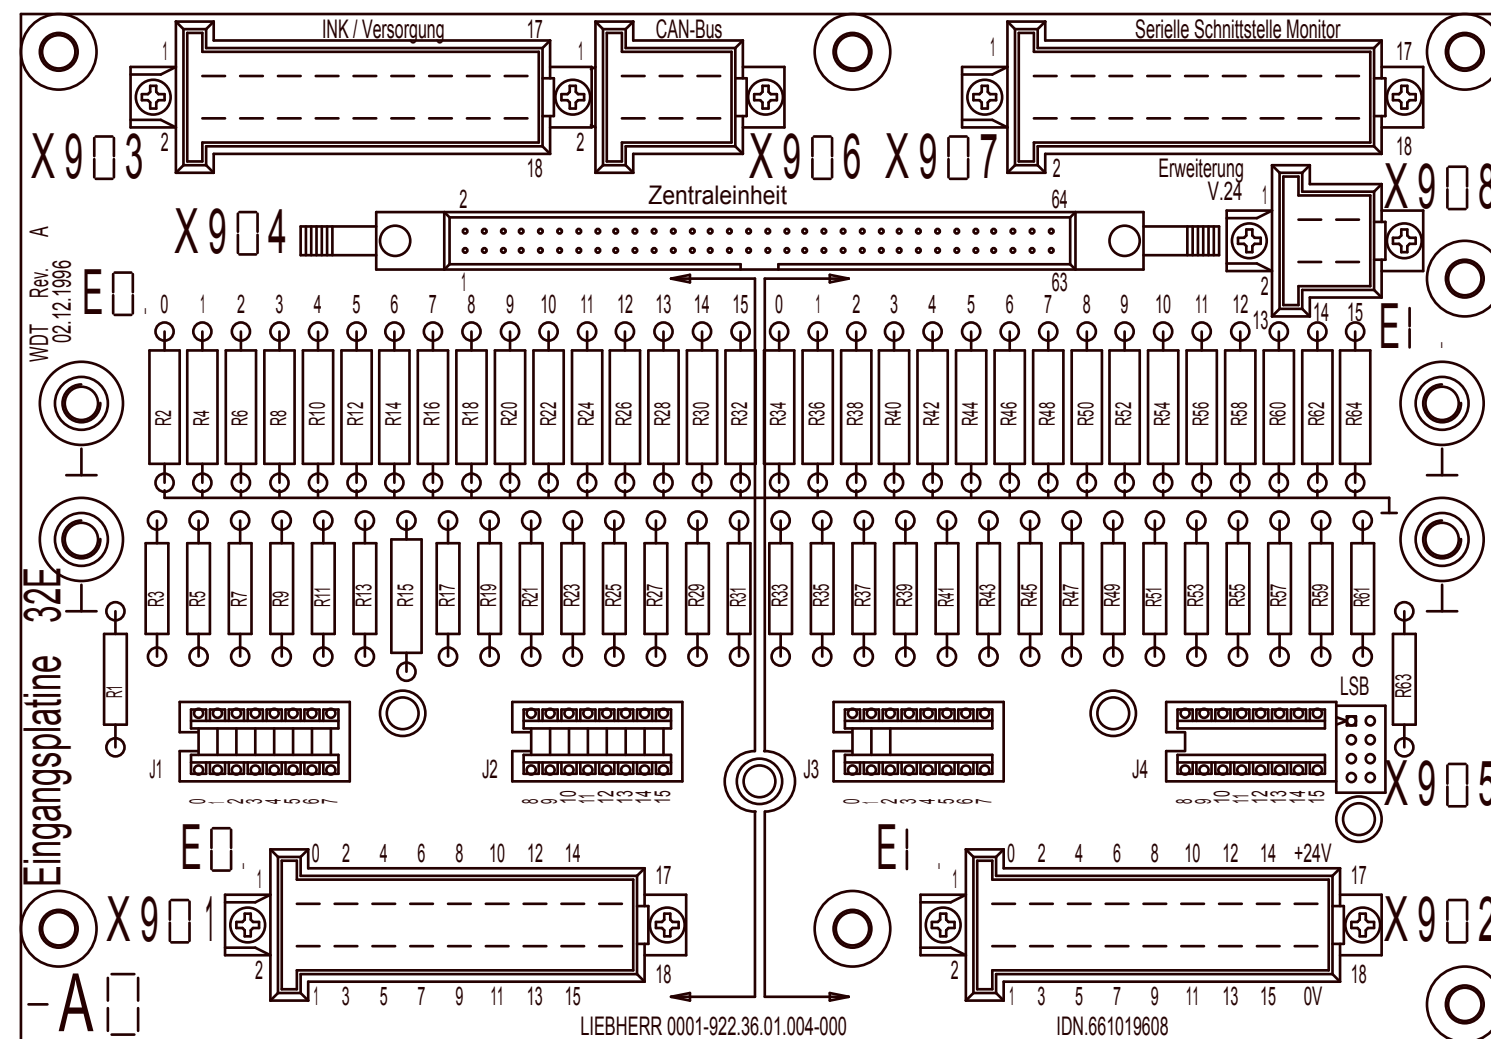 INK / Versorgung 17 CAN-Bus Serielle Schnittstelle Monitor
1 1 1 17
2 18 2 2 18
X9▯3 X9▯6 X9▯7 Erweiterung
V.24 1 X9▯8
2 Zentraleinheit 64
X9▯4
1 63 2
WDT Rev. A
02.12.1996
E▯. 0 1 2 3 4 5 6 7 8 9 10 11 12 13 14 15 0 1 2 3 4 5 6 7 8 9 10 11 12 13 14 15 E1.
R2 R4 R6 R8 R10 R12 R14 R16 R18 R20 R22 R24 R26 R28 R30 R32 R34 R36 R38 R40 R42 R44 R46 R48 R50 R52 R54 R56 R58 R60 R62 R64
R3 R5 R7 R9 R11 R13 R15 R17 R19 R21 R23 R25 R27 R29 R31 R33 R35 R37 R39 R41 R43 R45 R47 R49 R51 R53 R55 R57 R59 R61
R1 R63
Eingangsplatine 32E
LSB
J1 J2 J3 J4
X9▯5
0 1 2 3 4 5 6 7 8 9 10 11 12 13 14 15 0 1 2 3 4 5 6 7 8 9 10 11 12 13 14 15
E▯. 0 2 4 6 8 10 12 14 E1. 0 2 4 6 8 10 12 14 +24V
1 17 1 17
X9▯1 X9▯2
2 18 2 18
1 3 5 7 9 11 13 15 1 3 5 7 9 11 13 15 0V
-A▯
LIEBHERR 0001-922.36.01.004-000 IDN.661019608